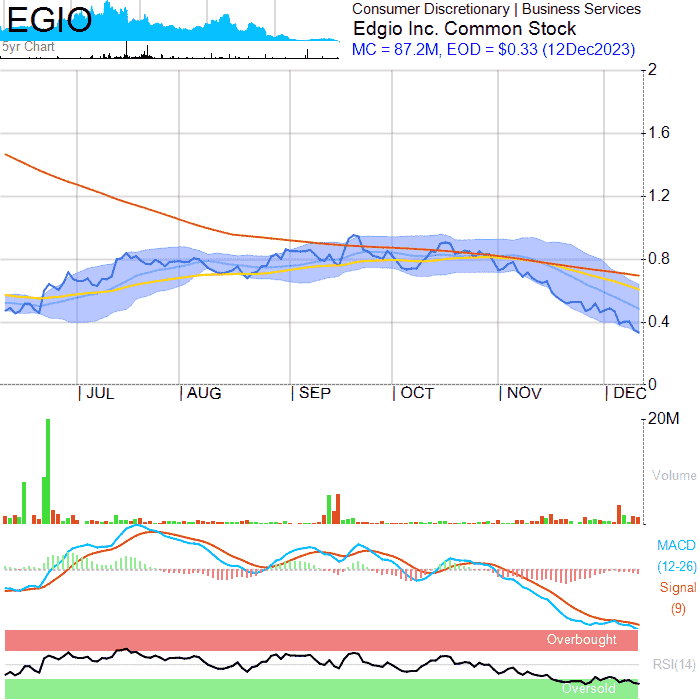 EGIO
5yr Chart
Consumer Discretionary | Business Services
Edgio Inc. Common Stock
MC = 87.2M, EOD = $0.33 (12Dec2023)
2
1.6
1.2
0.8
0.4
0
| JUL | AUG | SEP | OCT | NOV | DEC
20M
Volume
MACD
(12-26)
Signal
(9)
Overbought
RSI(14)
Oversold